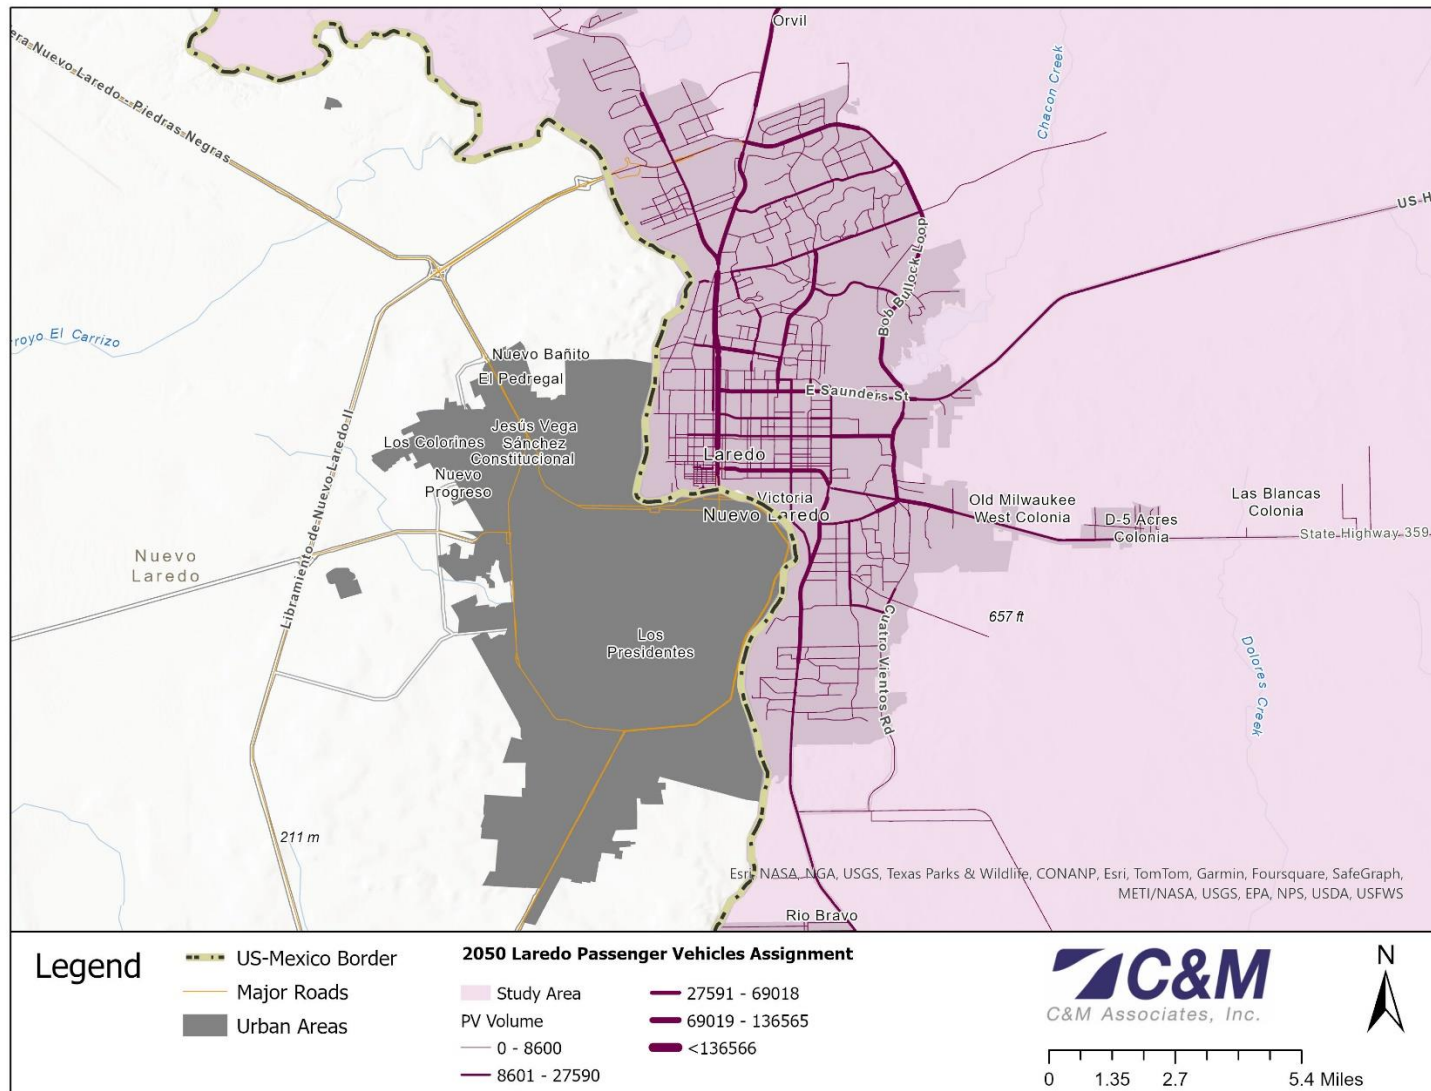 Orvil
Chacon Creek
era Nuevo Laredo - Piedras Negras
US H
Bob Bullock Loop
royo El Carrizo
Nuevo Bañito
El Pedregal
E Saunders St
Libramiento de Nuevo Laredo II
Los Colorines
Jesús Vega
Sánchez
Constitucional
Laredo
Nuevo
Progreso
Victoria
Nuevo Laredo
Old Milwaukee
West Colonia
Las Blancas
Colonia
D-5 Acres
Colonia
State Highway 359
Nuevo
Laredo
657 ft
Los
Presidentes
Cuatro Vientos Rd
Dolores Creek
211 m
Esri, NASA, NGA, USGS, Texas Parks & Wildlife, CONANP, Esri, TomTom, Garmin, Foursquare, SafeGraph,
METI/NASA, USGS, EPA, NPS, USDA, USFWS
Rio Bravo
Legend
US-Mexico Border
Major Roads
Urban Areas
2050 Laredo Passenger Vehicles Assignment
Study Area
PV Volume
0 - 8600
8601 - 27590
27591 - 69018
69019 - 136565
<136566
C&M
C&M Associates, Inc.
N
0 1.35 2.7 5.4 Miles